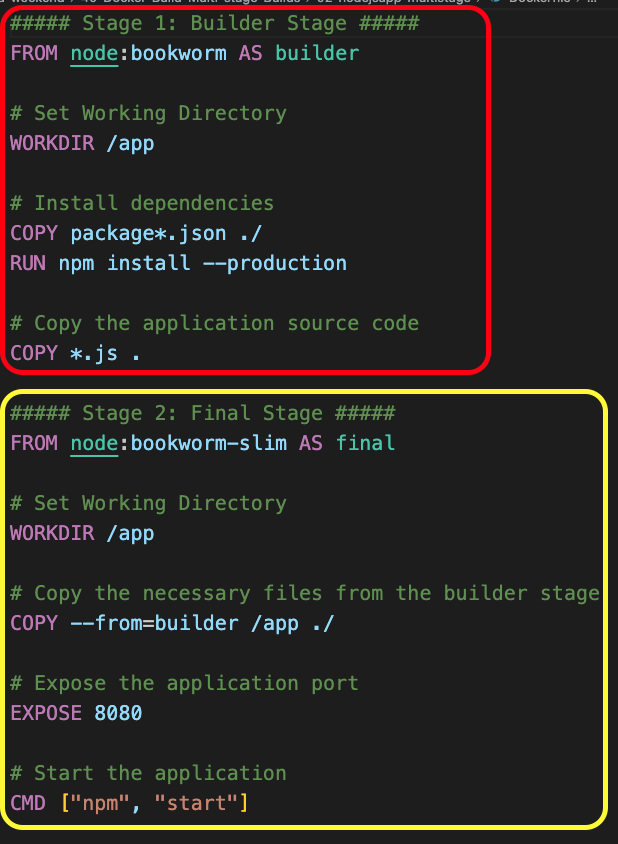 ##### Stage 1: Builder Stage #####
FROM node:bookworm AS builder
# Set Working Directory
WORKDIR /app
# Install dependencies
COPY package*.json ./
RUN npm install --production
# Copy the application source code
COPY *.js .
##### Stage 2: Final Stage #####
FROM node:bookworm-slim AS final
# Set Working Directory
WORKDIR /app
# Copy the necessary files from the builder stage
COPY --from=builder /app ./
# Expose the application port
EXPOSE 8080
# Start the application
CMD ["npm", "start"]